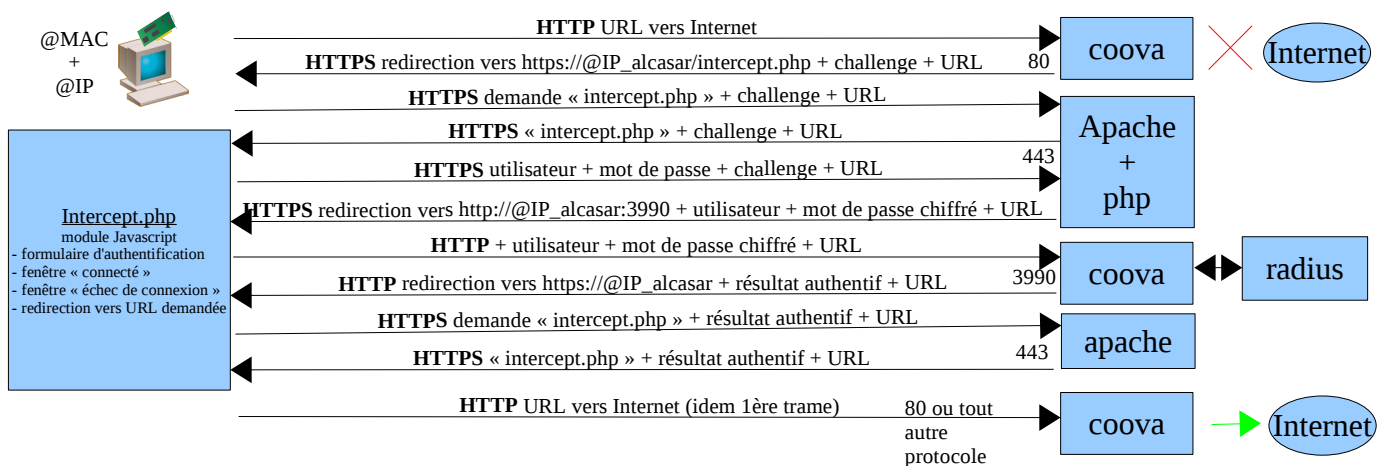 @MAC
+
@IP
HTTP URL vers Internet
coova
Internet
HTTPS redirection vers https://@IP_alcasar/intercept.php + challenge + URL
80
HTTPS demande « intercept.php » + challenge + URL
Apache
+
php
HTTPS « intercept.php » + challenge + URL
443
HTTPS utilisateur + mot de passe + challenge + URL
HTTPS redirection vers http://@IP_alcasar:3990 + utilisateur + mot de passe chiffré + URL
Intercept.php
module Javascript
- formulaire d'authentification
- fenêtre « connecté »
- fenêtre « échec de connexion »
- redirection vers URL demandée
HTTP + utilisateur + mot de passe chiffré + URL
coova
radius
HTTP redirection vers https://@IP_alcasar + résultat authentif + URL
3990
HTTPS demande « intercept.php » + résultat authentif + URL
apache
HTTPS « intercept.php » + résultat authentif + URL
443
HTTP URL vers Internet (idem 1ère trame)
80 ou tout
autre
protocole
coova
Internet